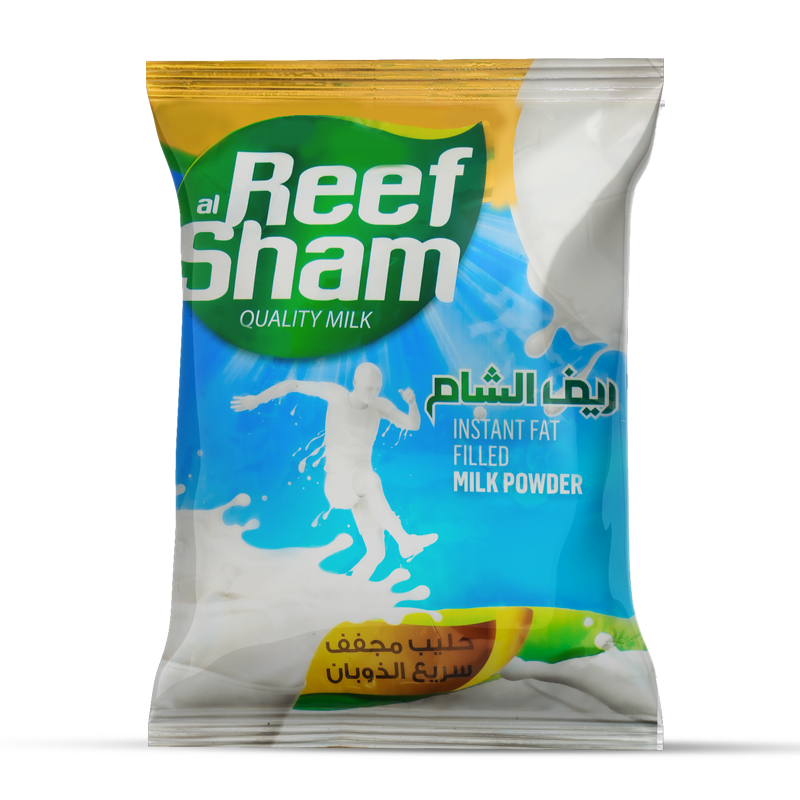 al Reef
Sham
QUALITY MILK
ريف الشام
INSTANT FAT
FILLED
MILK POWDER
حليب مجفف
سريع الذوبان